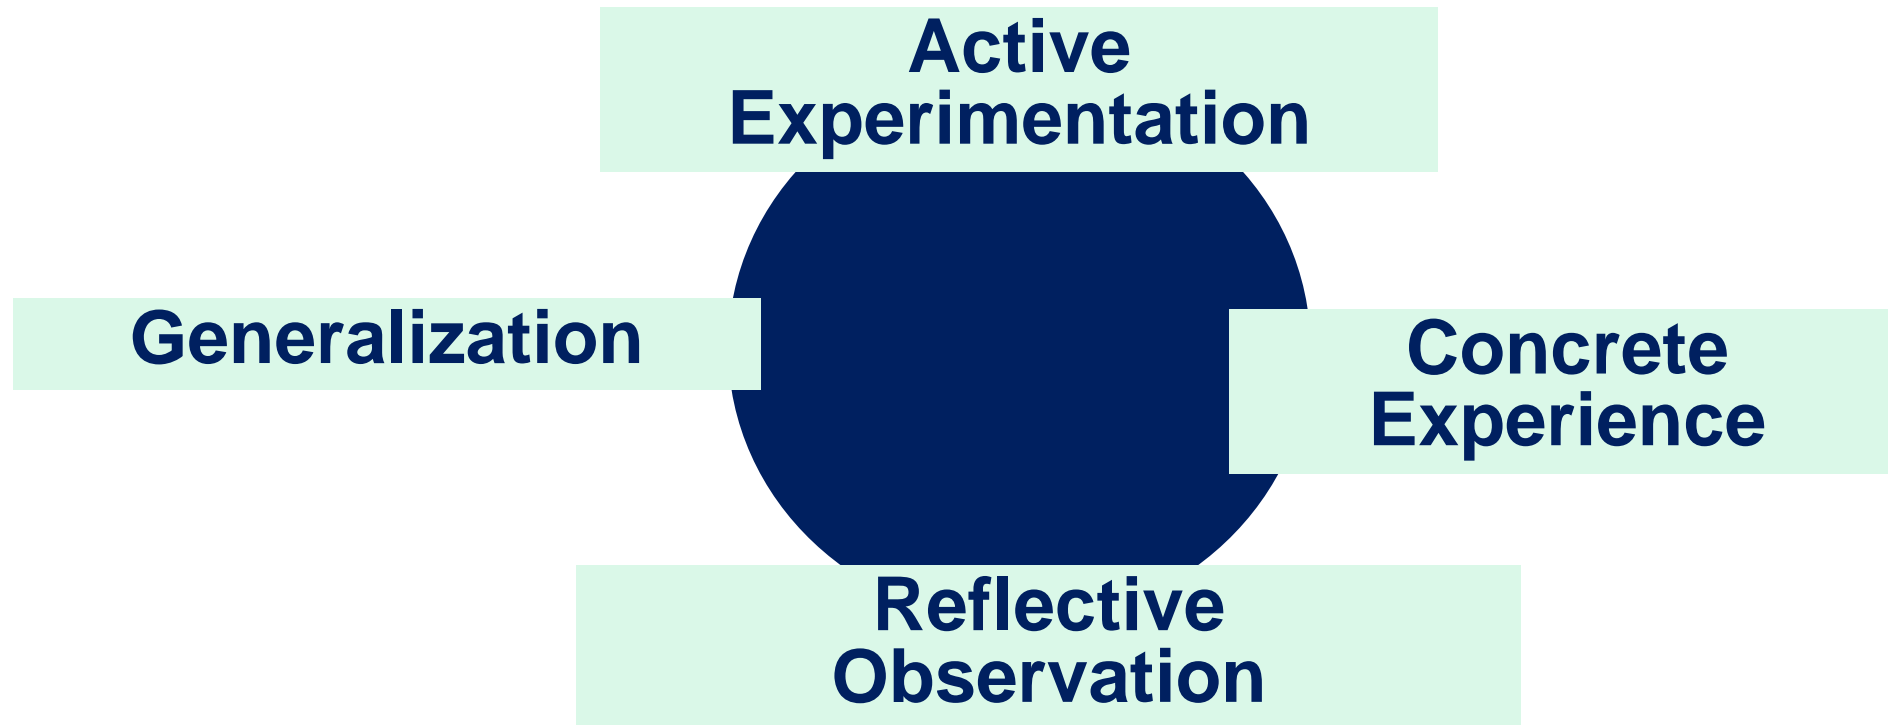 Active
Experimentation
Generalization
Concrete
Experience
Reflective
Observation